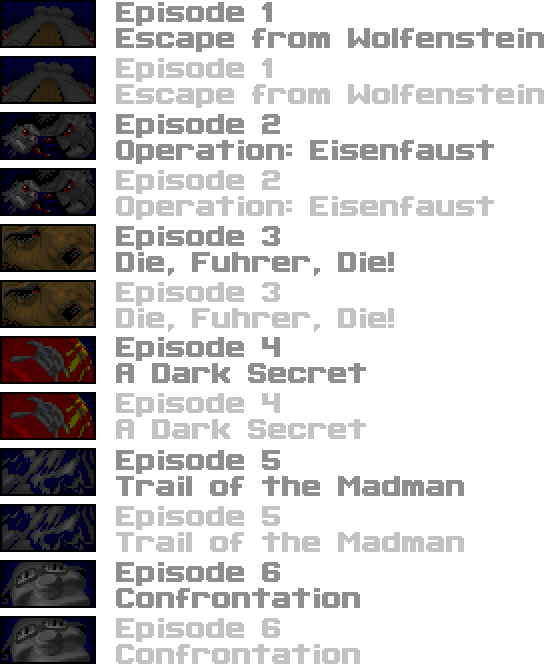 Episode 1
Escape from Wolfenstein
Episode 1
Escape from Wolfenstein
Episode 2
Operation: Eisenfaust
Episode 2
Operation: Eisenfaust
Episode 3
Die, Fuhrer, Die!
Episode 3
Die, Fuhrer, Die!
Episode 4
A Dark Secret
Episode 4
A Dark Secret
Episode 5
Trail of the Madman
Episode 5
Trail of the Madman
Episode 6
Confrontation
Episode 6
Confrontation